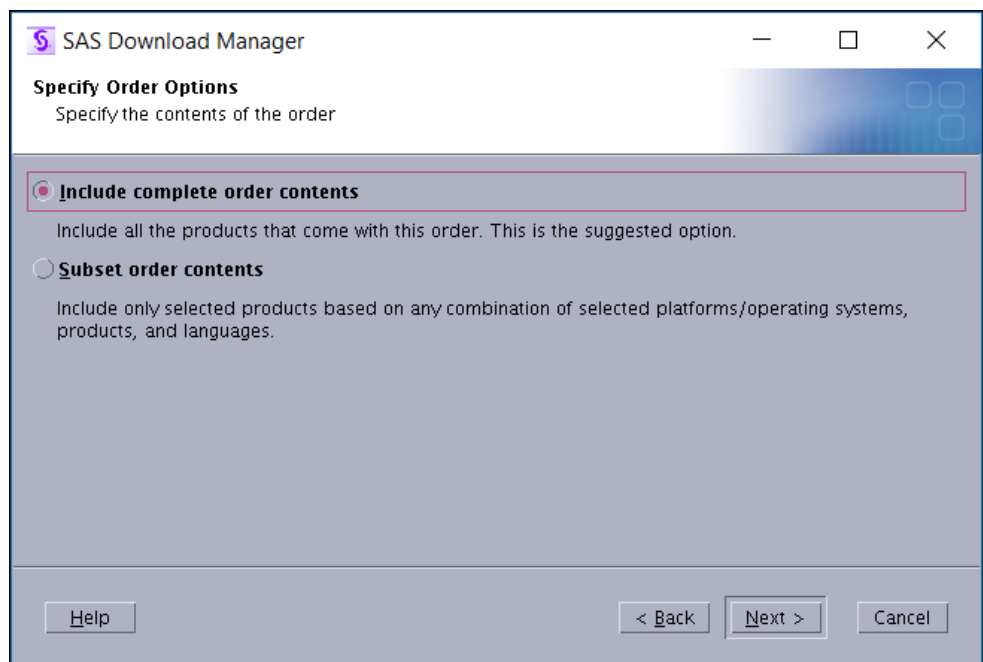 SAS Download Manager
Specify Order Options
Specify the contents of the order
Include complete order contents
Include all the products that come with this order. This is the suggested option.
Subset order contents
Include only selected products based on any combination of selected platforms/operating systems,
products, and languages.
Help
< Back
Next >
Cancel